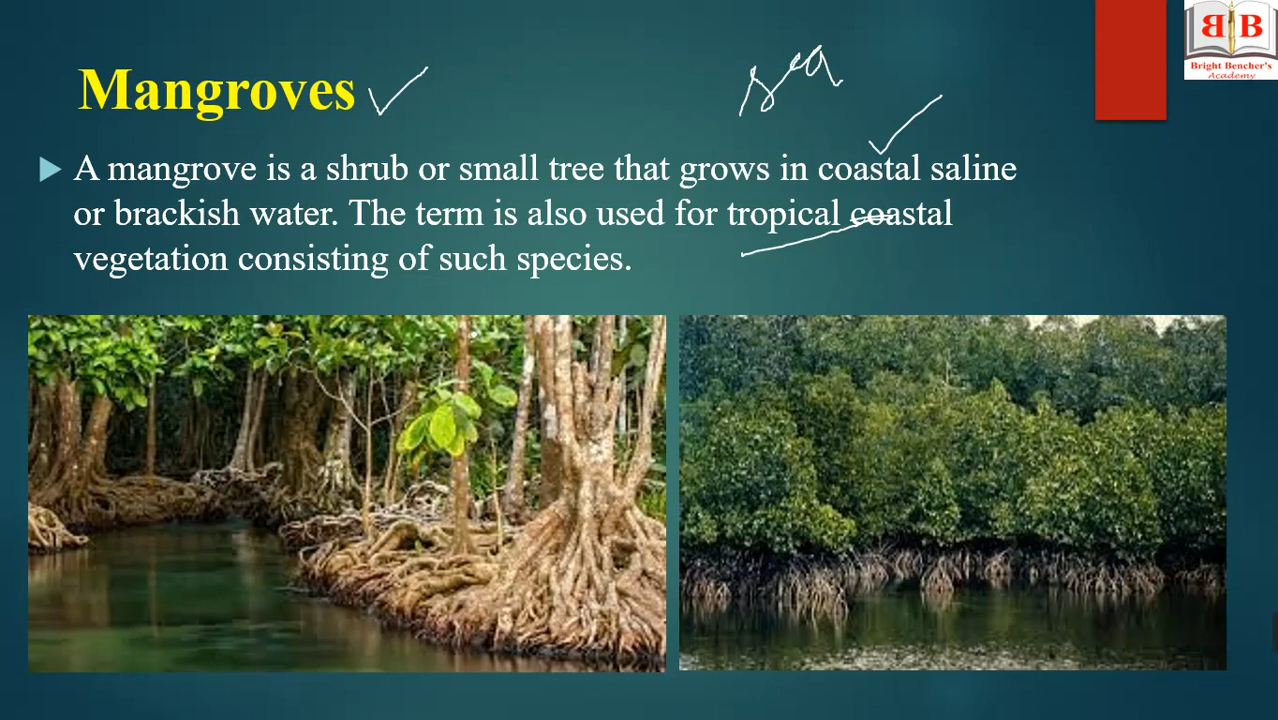 BB
Bright Bencher's
Academy
Mangroves
sea
A mangrove is a shrub or small tree that grows in coastal saline
or brackish water. The term is also used for tropical coastal
vegetation consisting of such species.